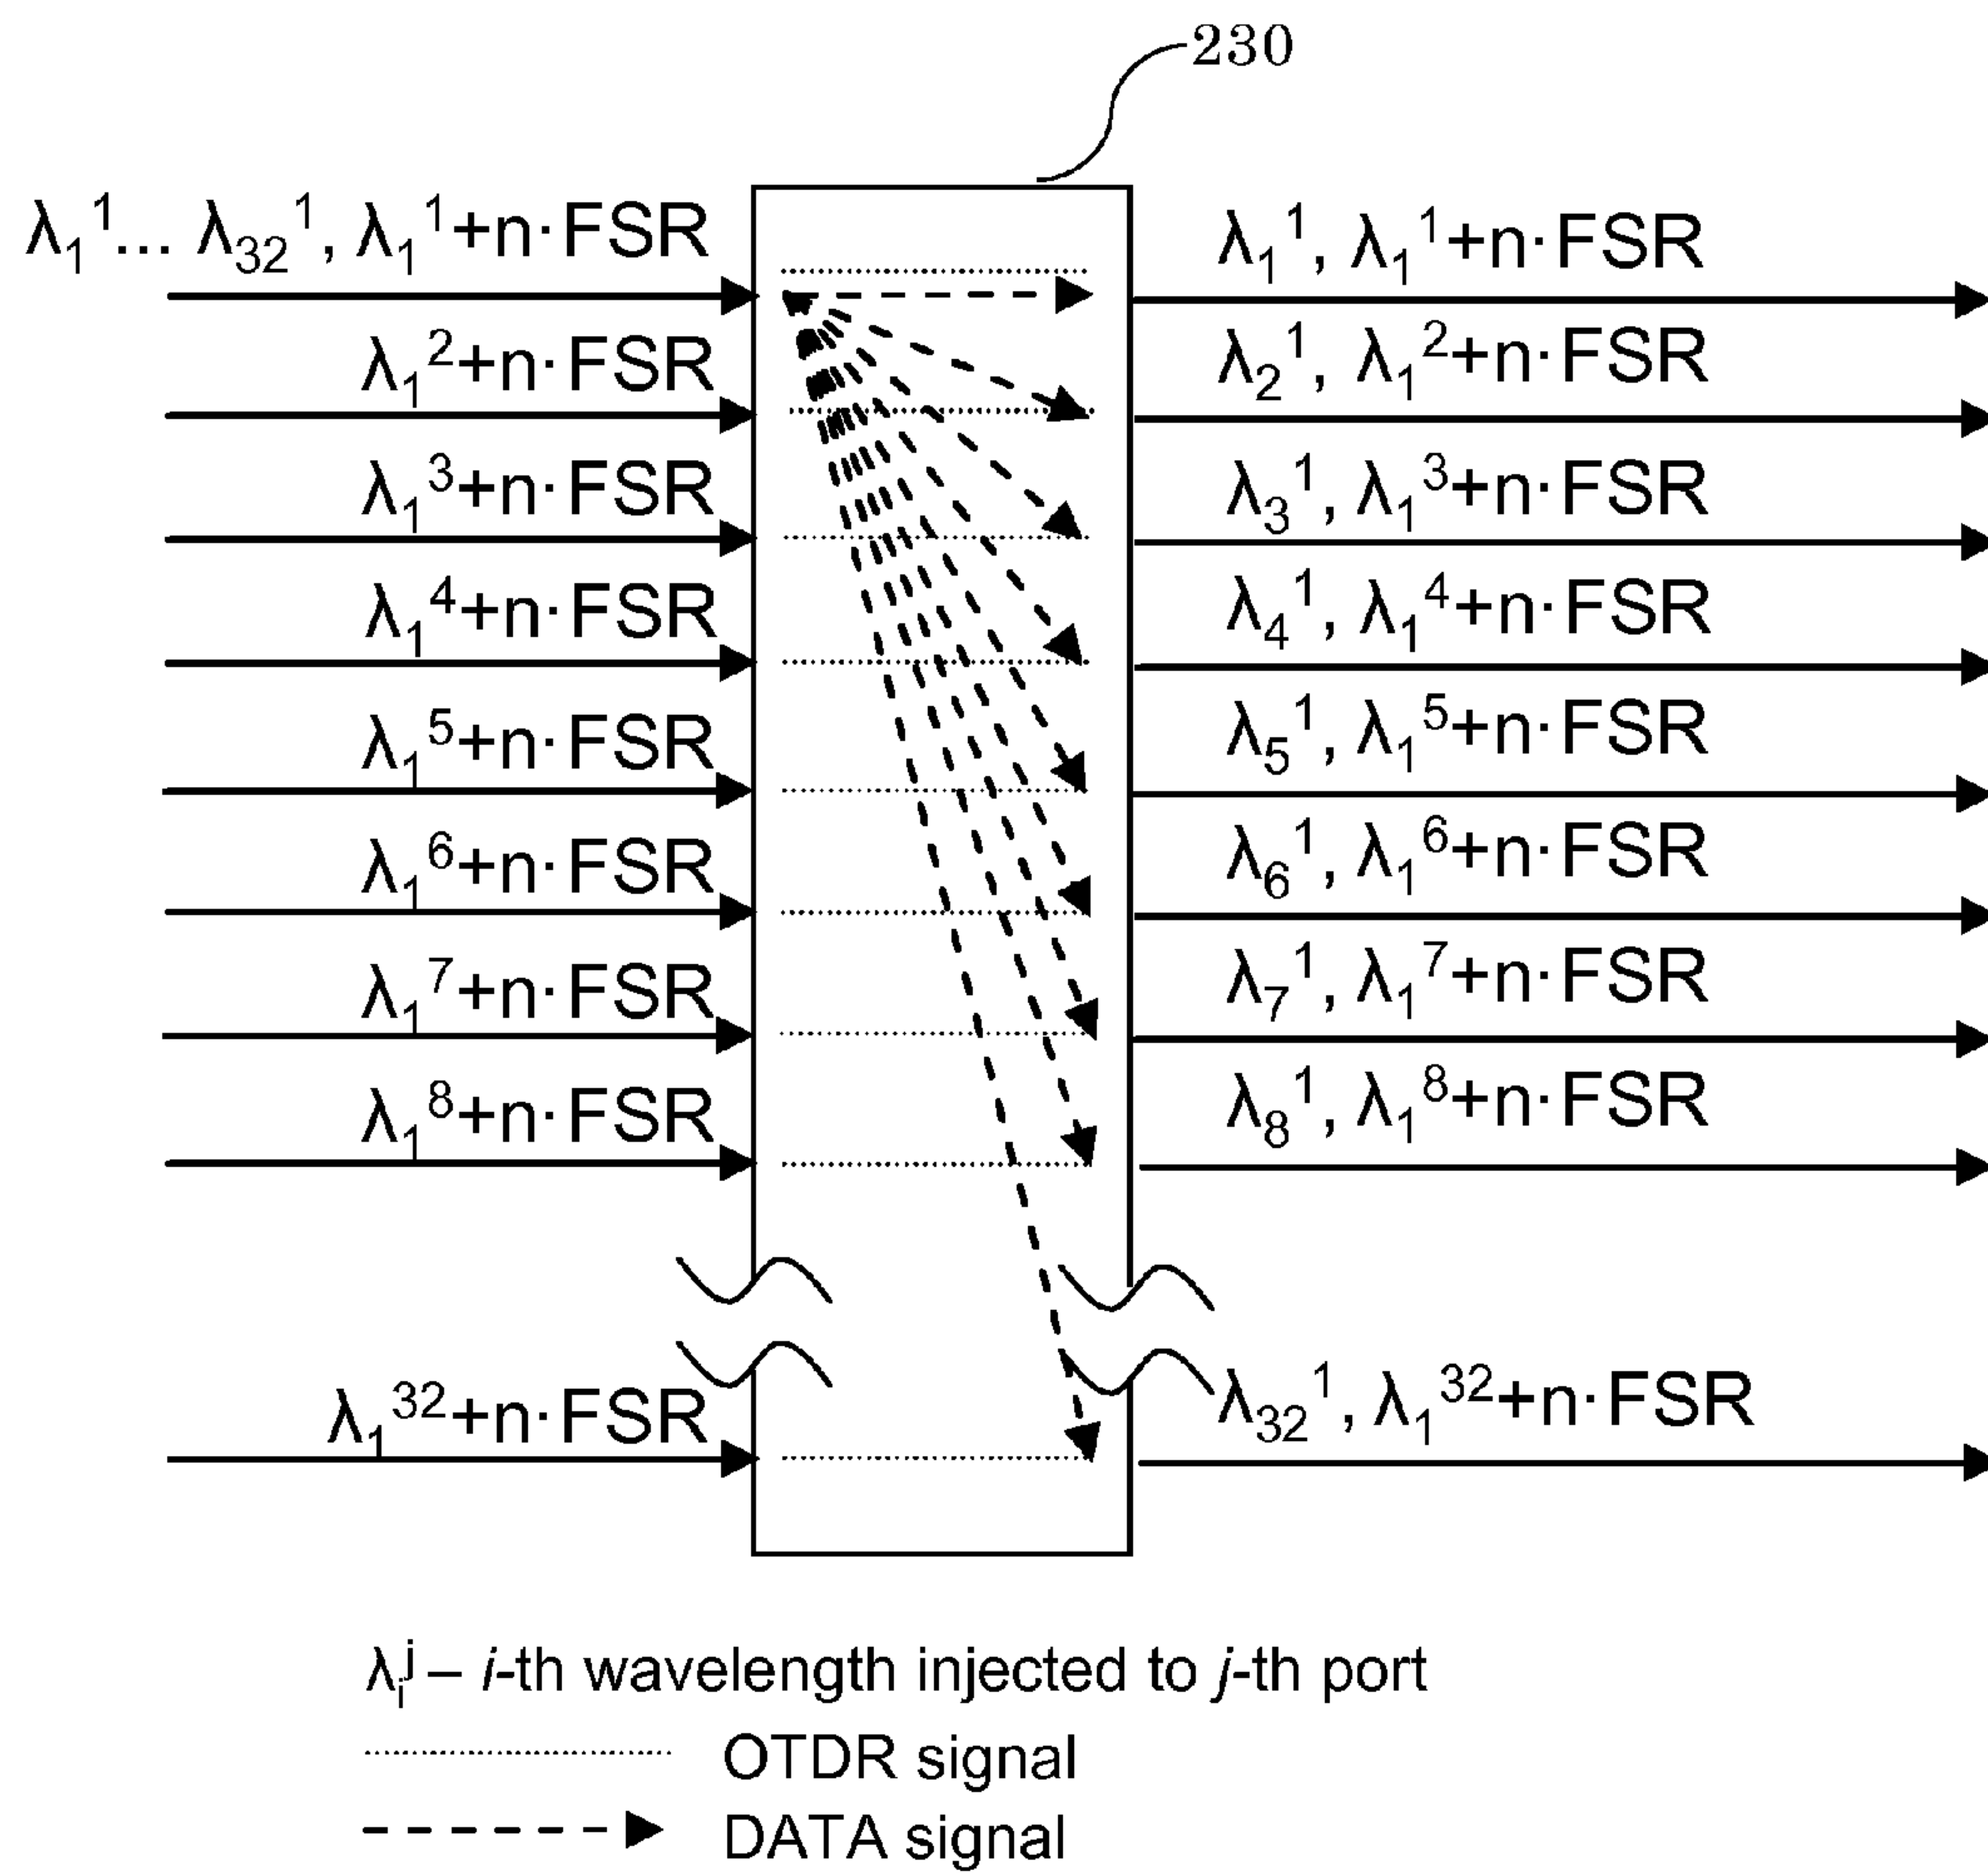 230
λ₁¹... λ₃₂¹, λ₁¹+n·FSR
λ₁¹, λ₁¹+n·FSR
λ₁²+n·FSR
λ₂¹, λ₁²+n·FSR
λ₁³+n·FSR
λ₃¹, λ₁³+n·FSR
λ₁⁴+n·FSR
λ₄¹, λ₁⁴+n·FSR
λ₁⁵+n·FSR
λ₅¹, λ₁⁵+n·FSR
λ₁⁶+n·FSR
λ₆¹, λ₁⁶+n·FSR
λ₁⁷+n·FSR
λ₇¹, λ₁⁷+n·FSR
λ₁⁸+n·FSR
λ₈¹, λ₁⁸+n·FSR
λ₁³²+n·FSR
λ₃₂¹, λ₁³²+n·FSR
λᵢʲ – i-th wavelength injected to j-th port
OTDR signal
DATA signal